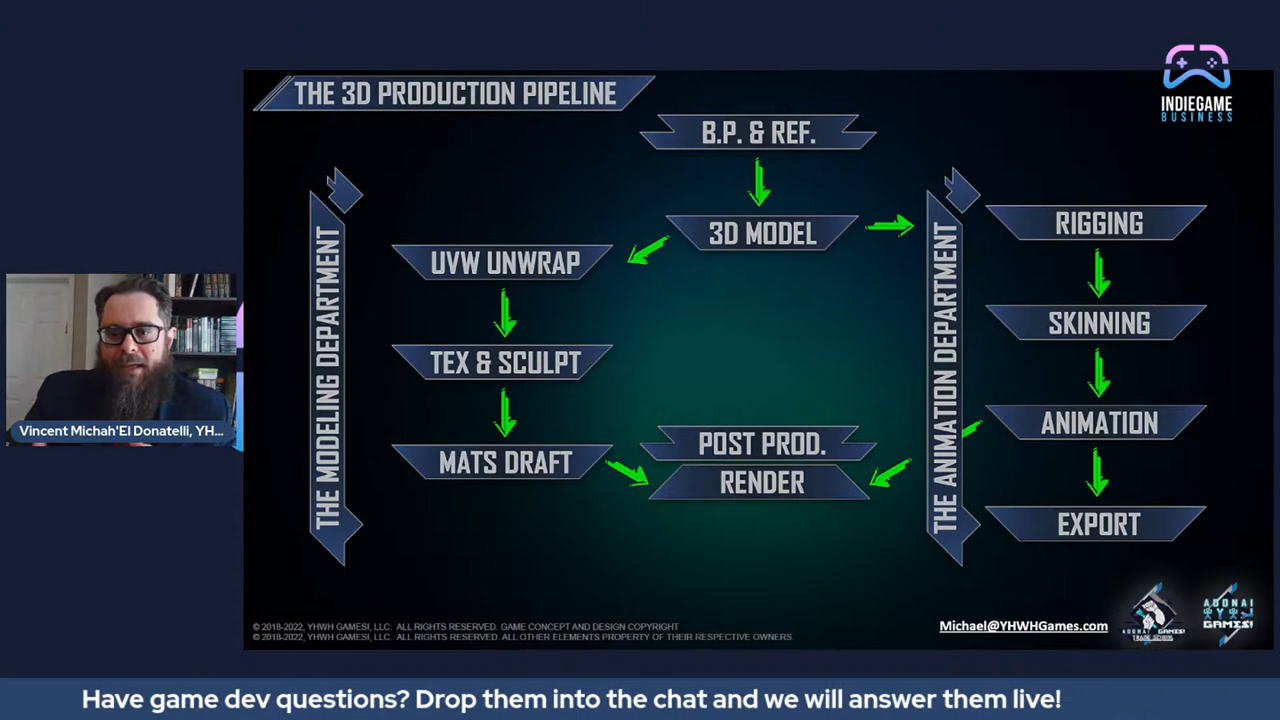 THE 3D PRODUCTION PIPELINE
INDIEGAME
BUSINESS
B.P. & REF.
3D MODEL
THE MODELING DEPARTMENT
UVW UNWRAP
TEX & SCULPT
MATS DRAFT
POST PROD.
RENDER
THE ANIMATION DEPARTMENT
RIGGING
SKINNING
ANIMATION
EXPORT
Vincent Michah'El Donatelli, YH...
© 2018-2022, YHWH GAMES!, LLC. ALL RIGHTS RESERVED. GAME CONCEPT AND DESIGN COPYRIGHT
© 2018-2022, YHWH GAMES!, LLC. ALL RIGHTS RESERVED. ALL OTHER ELEMENTS PROPERTY OF THEIR RESPECTIVE OWNERS.
Michael@YHWHGames.com
ADONAI GAMES!
TRADE SCHOOL
ADONAI
GAMES!
Have game dev questions? Drop them into the chat and we will answer them live!